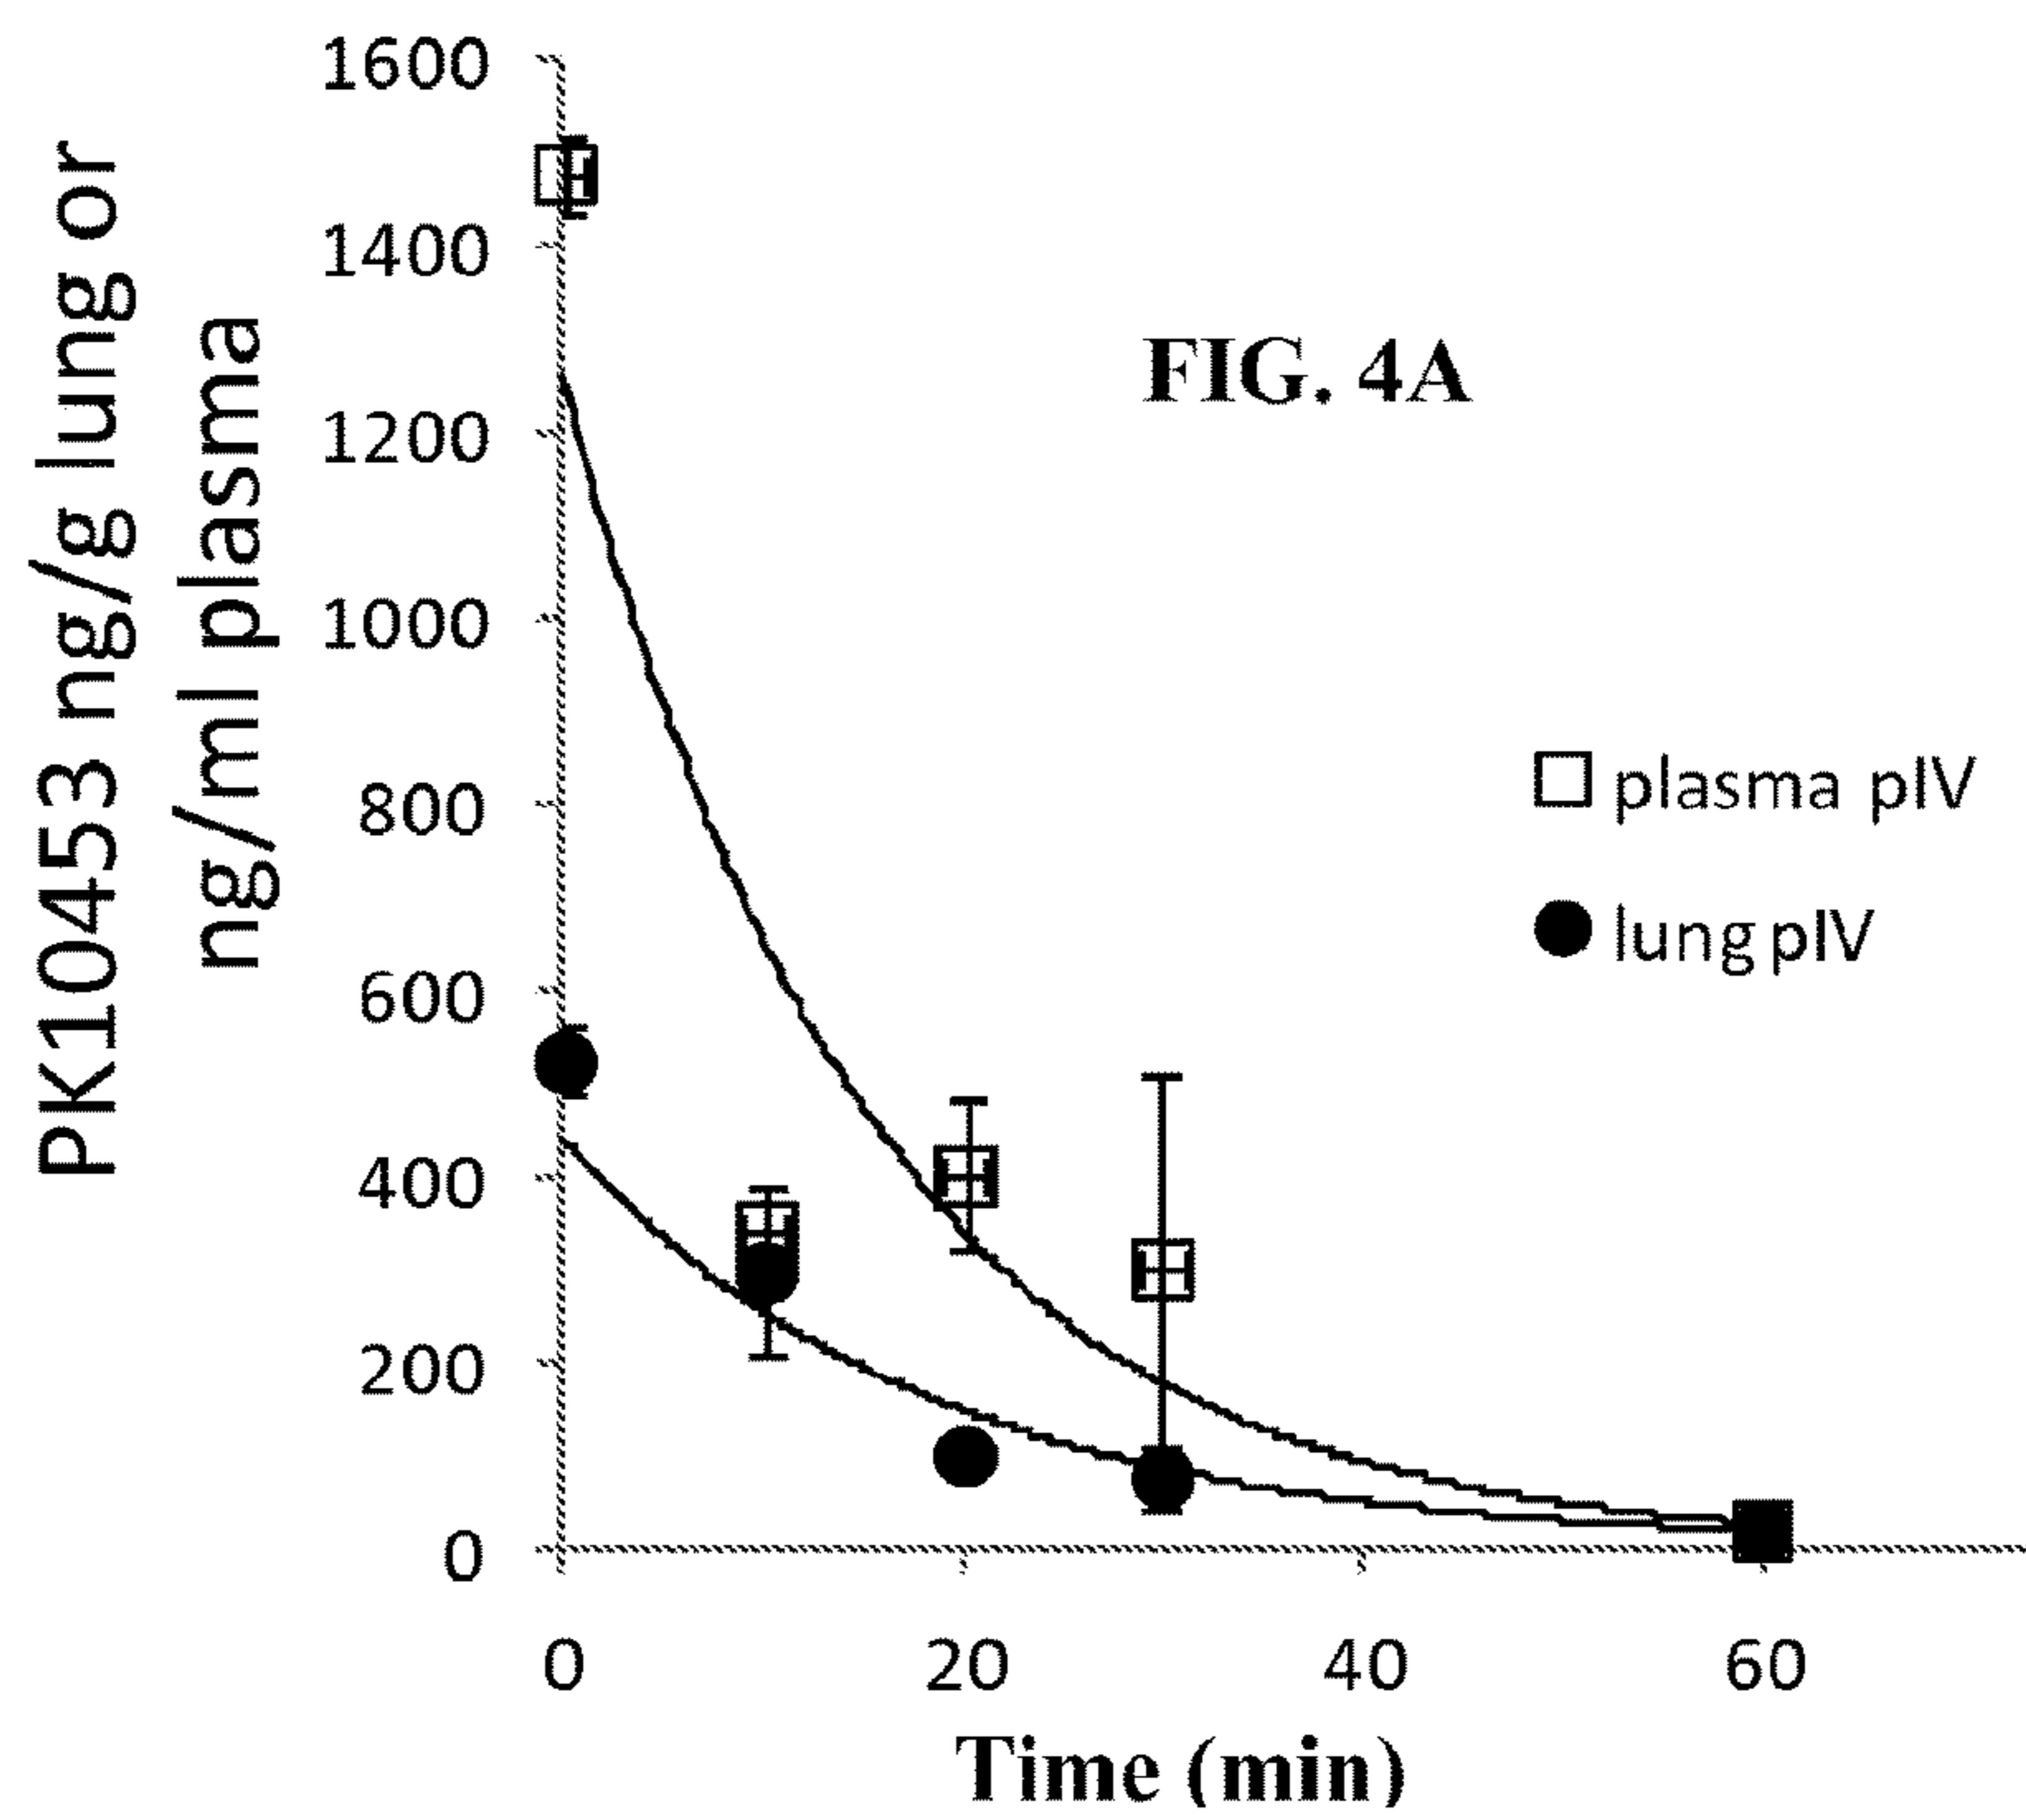 PK10453 ng/g lung or
ng/ml plasma
1600
1400
1200
1000
800
600
400
200
0
FIG. 4A
plasma pIV
lung pIV
0 20 40 60
Time (min)